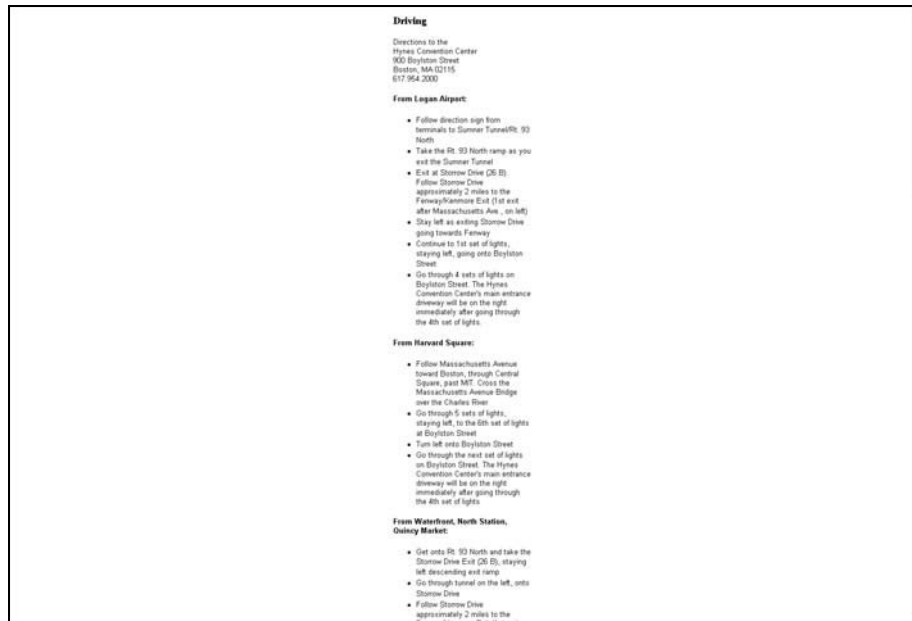 Driving
Directions to the
Hynes Convention Center
900 Boylston Street
Boston, MA 02115
617.954.2000
From Logan Airport:
• Follow direction sign from
terminals to Sumner Tunnel/Rt. 93
North
• Take the Rt. 93 North ramp as you
exit the Sumner Tunnel
• Exit at Storrow Drive (26 B).
Follow Storrow Drive
approximately 2 miles to the
Fenway/Kenmore Exit (1st exit
after Massachusetts Ave., on left)
• Stay left as exiting Storrow Drive
going towards Fenway
• Continue to 1st set of lights,
staying left, going onto Boylston
Street
• Go through 4 sets of lights on
Boylston Street. The Hynes
Convention Center's main entrance
driveway will be on the right
immediately after going through
the 4th set of lights.
From Harvard Square:
• Follow Massachusetts Avenue
toward Boston, through Central
Square, past MIT. Cross the
Massachusetts Avenue Bridge
over the Charles River
• Go through 5 sets of lights,
staying left, to the 6th set of lights
at Boylston Street
• Turn left onto Boylston Street
• Go through the next set of lights
on Boylston Street. The Hynes
Convention Center's main entrance
driveway will be on the right
immediately after going through
the 4th set of lights
From Waterfront, North Station,
Quincy Market:
• Get onto Rt. 93 North and take the
Storrow Drive Exit (26 B), staying
left descending exit ramp
• Go through tunnel on the left, onto
Storrow Drive
• Follow Storrow Drive
approximately 2 miles to the